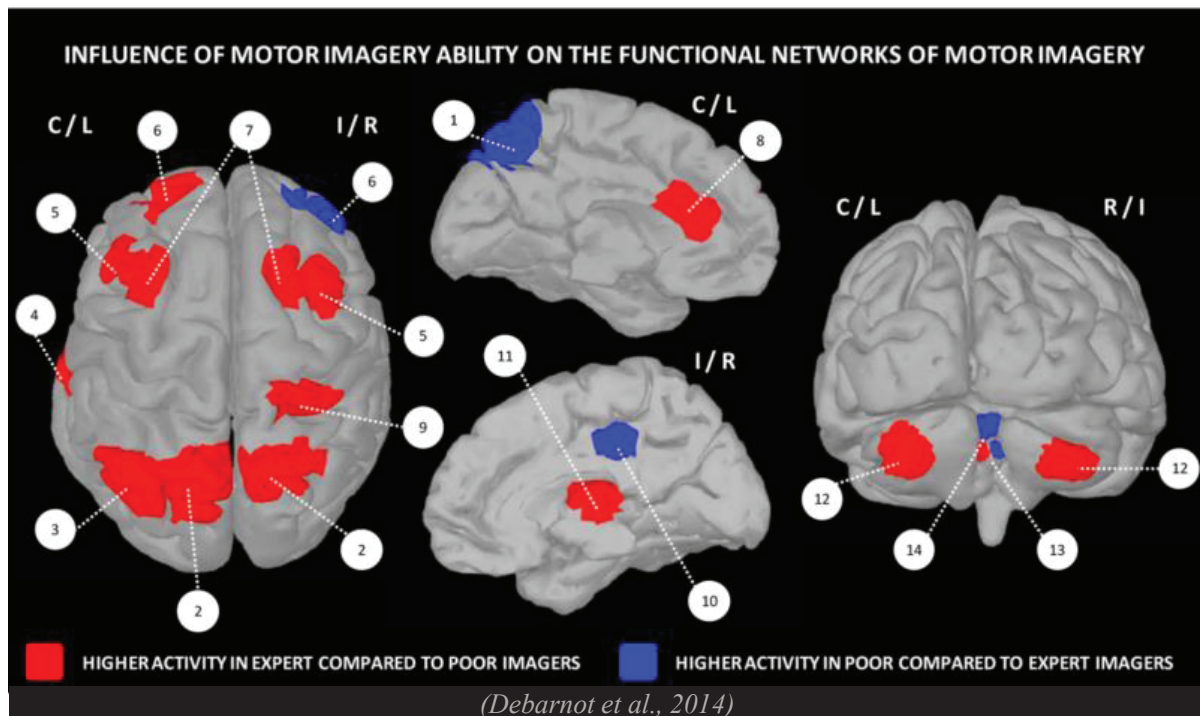 INFLUENCE OF MOTOR IMAGERY ABILITY ON THE FUNCTIONAL NETWORKS OF MOTOR IMAGERY
C / L
6
7
I / R
6
5
4
5
9
3
2
2
C / L
1
8
I / R
11
10
C / L
R / I
12
12
14
13
HIGHER ACTIVITY IN EXPERT COMPARED TO POOR IMAGERS
HIGHER ACTIVITY IN POOR COMPARED TO EXPERT IMAGERS
(Debarnot et al., 2014)